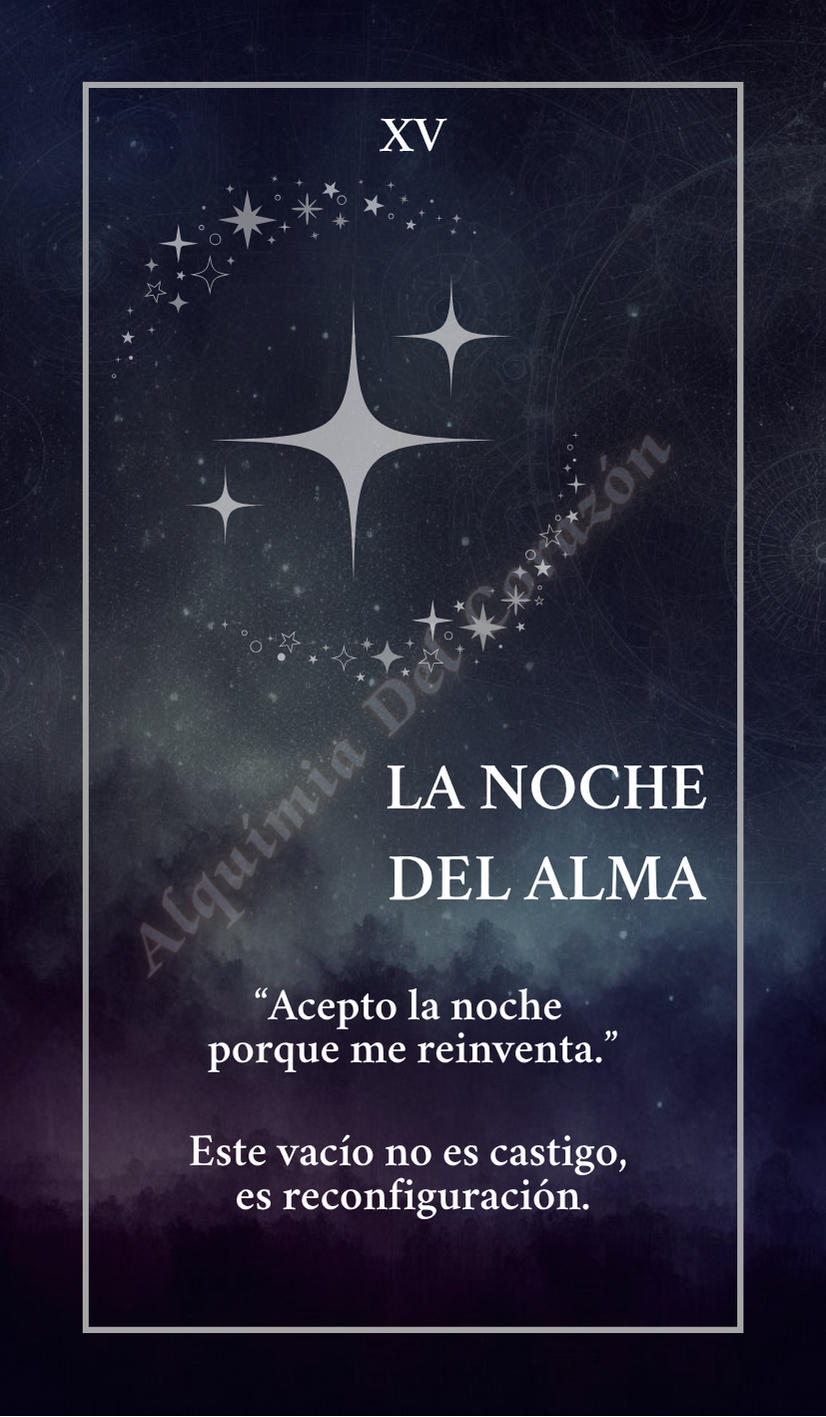 XV
Alquimia Del Corazón
LA NOCHE
DEL ALMA
“Acepto la noche
porque me reinventa.”
Este vacío no es castigo,
es reconfiguración.